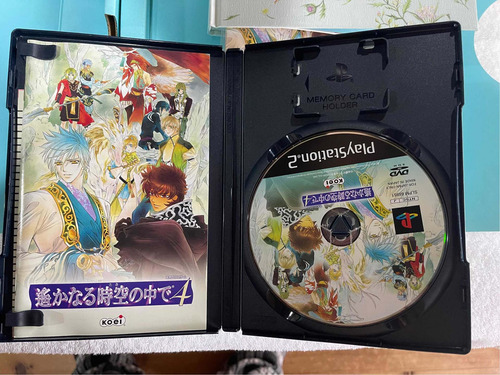 遙かなる時空の中で4
KOEI
MEMORY CARD
HOLDER
PlayStation.2
KOEI
遙かなる時空の中で4
DVD